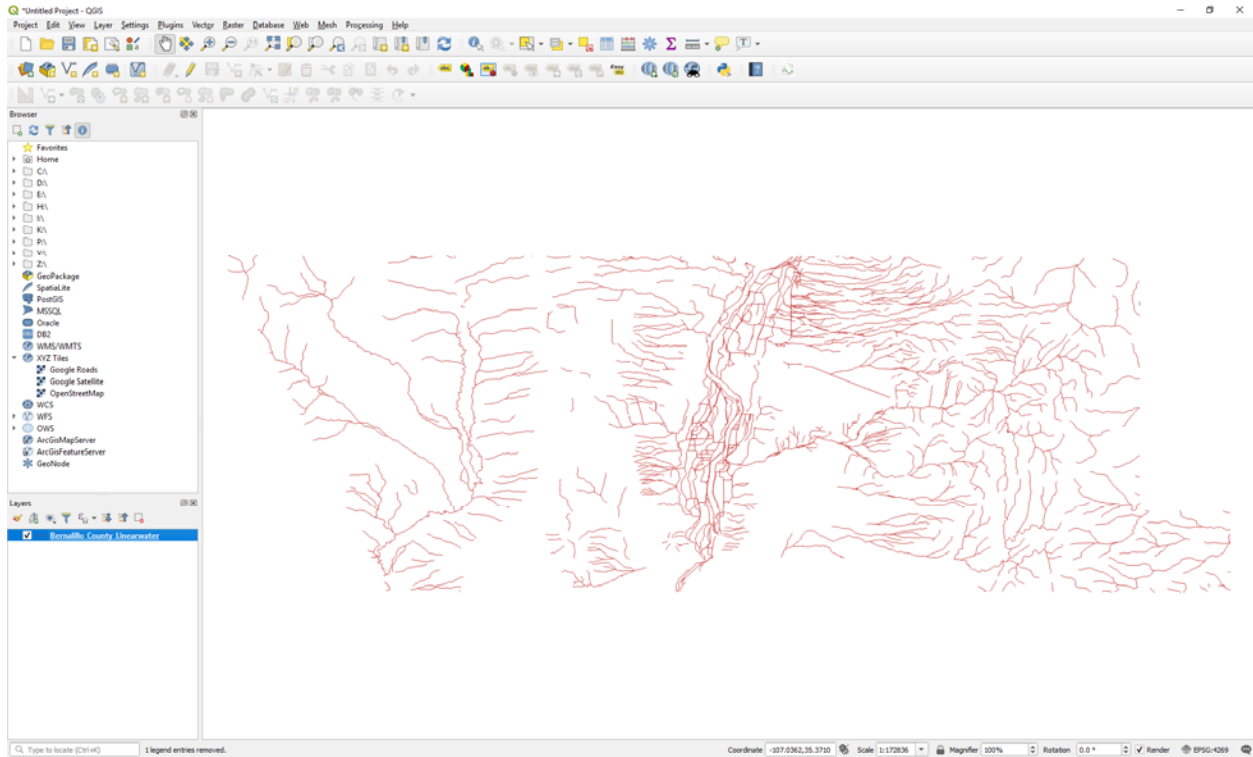 *Untitled Project - QGIS
Project Edit View Layer Settings Plugins Vector Raster Database Web Mesh Processing Help
Browser
Favorites
Home
C:\
D:\
E:\
H:\
I:\
K:\
P:\
V:\
Z:\
GeoPackage
SpatiaLite
PostGIS
MSSQL
Oracle
DB2
WMS/WMTS
XYZ Tiles
Google Roads
Google Satellite
OpenStreetMap
WCS
WFS
OWS
ArcGisMapServer
ArcGisFeatureServer
GeoNode
Layers
Bernalillo_County_Linearwater
Type to locate (Ctrl+K) 1 legend entries removed. Coordinate -107.0362,35.3710 Scale 1:172836 Magnifier 100% Rotation 0.0 ° Render EPSG:4269